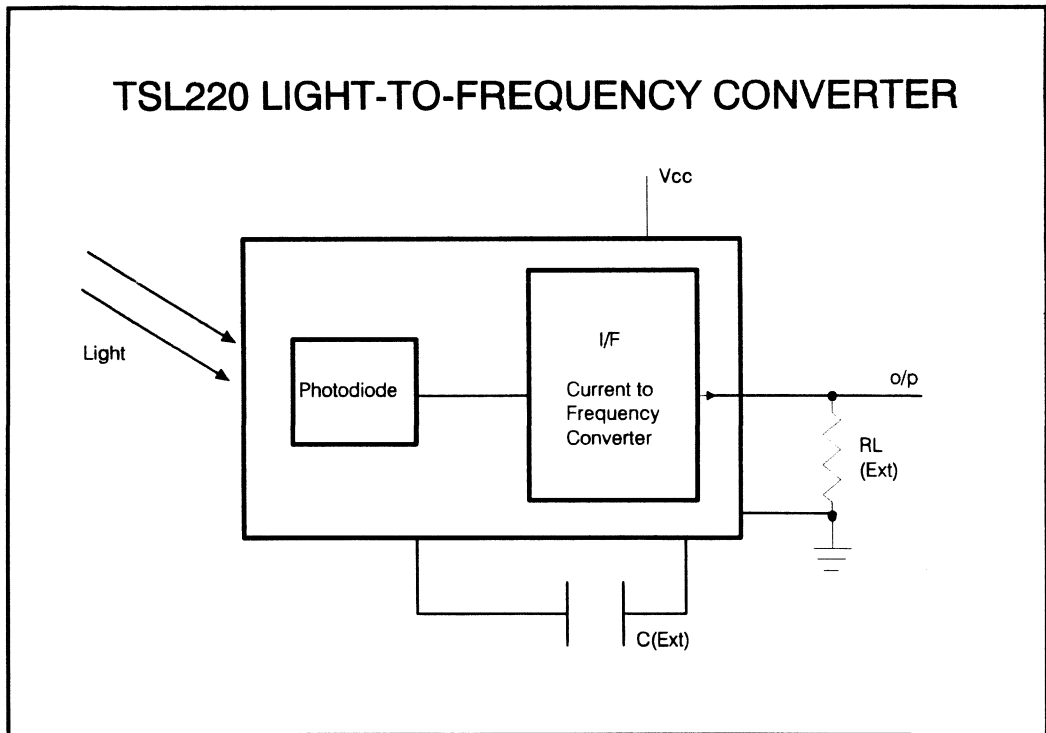 TSL220 LIGHT-TO-FREQUENCY CONVERTER
Vcc
Light
Photodiode
I/F
Current to
Frequency
Converter
o/p
RL
(Ext)
C(Ext)